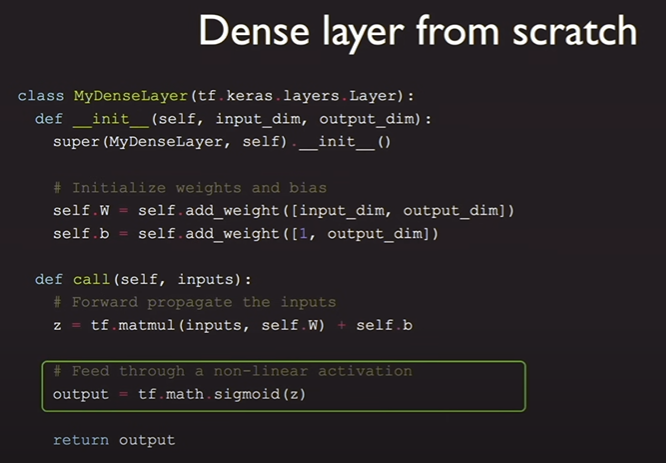 Dense layer from scratch
class MyDenseLayer(tf.keras.layers.Layer):
def __init__(self, input_dim, output_dim):
super(MyDenseLayer, self).__init__()
# Initialize weights and bias
self.W = self.add_weight([input_dim, output_dim])
self.b = self.add_weight([1, output_dim])
def call(self, inputs):
# Forward propagate the inputs
z = tf.matmul(inputs, self.W) + self.b
# Feed through a non-linear activation
output = tf.math.sigmoid(z)
return output